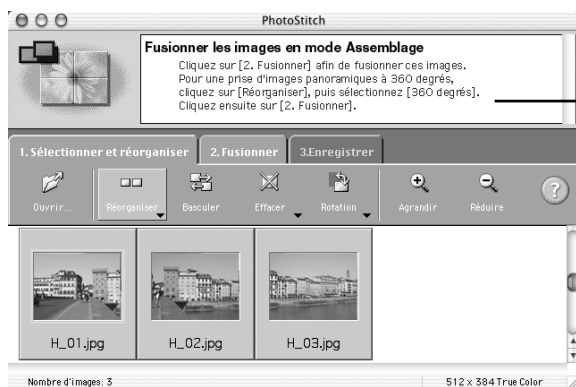 PhotoStitch
Fusionner les images en mode Assemblage
Cliquez sur [2. Fusionner] afin de fusionner ces images.
Pour une prise d'images panoramiques à 360 degrés,
cliquez sur [Réorganiser], puis sélectionnez [360 degrés].
Cliquez ensuite sur [2. Fusionner].
1. Sélectionner et réorganiser 2. Fusionner 3. Enregistrer
Ouvrir... Réorganiser Basculer Effacer Rotation Agrandir Réduire ?
H_01.jpg H_02.jpg H_03.jpg
Nombre d'images: 3 512 x 384 True Color